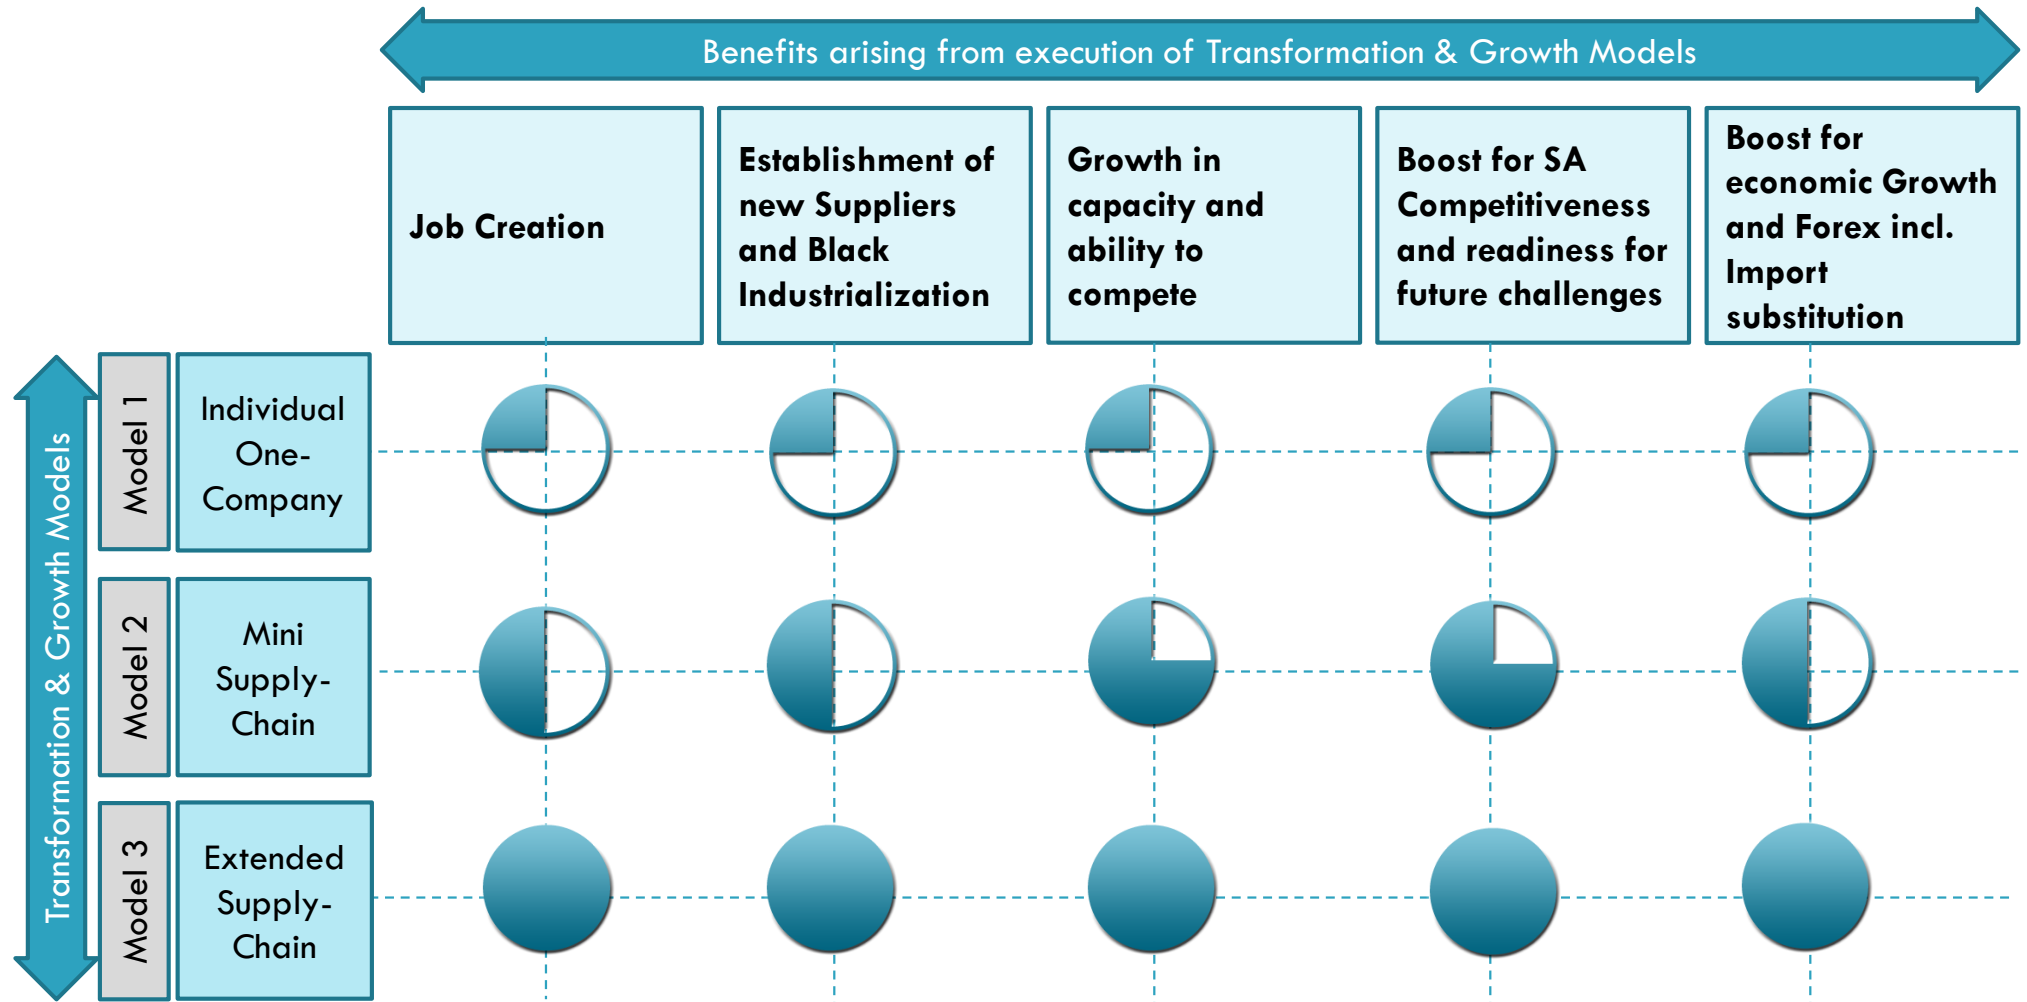 Benefits arising from execution of Transformation & Growth Models
Job Creation
Establishment of
new Suppliers
and Black
Industrialization
Growth in
capacity and
ability to
compete
Boost for SA
Competitiveness
and readiness for
future challenges
Boost for
economic Growth
and Forex incl.
Import
substitution
Transformation & Growth Models
Model 1
Individual
One-
Company
Model 2
Mini
Supply-
Chain
Model 3
Extended
Supply-
Chain